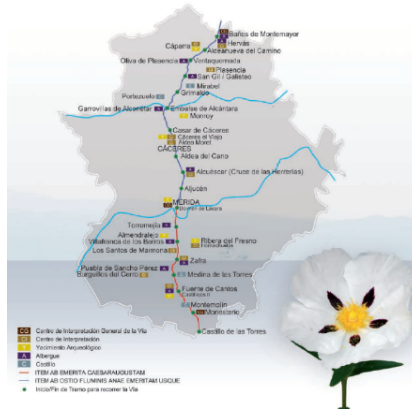 Baños de Montemayor
Hervás
Aldeanueva del Camino
Cáparra
Oliva de Plasencia
Ventaquemada
Plasencia
San Gil / Galisteo
Mirabel
Portezuelo
Grimaldo
Garrovillas de Alconétar
Embalse de Alcántara
Monroy
Casar de Cáceres
Cáceres el Viejo
Aldea Moret
CÁCERES
Aldea del Cano
Alcuéscar (Cruce de las Herrerías)
Aljucén
MÉRIDA
Torremejía
Almendralejo
Villafranca de los Barros
Ribera del Fresno
Los Santos de Maimona
Zafra
Puebla de Sancho Pérez
Burguillos del Cerro
Medina de las Torres
Fuente de Cantos
Montemolín
Monesterio
Castillo de las Torres
CG Centro de Interpretación General de la Vía
CI Centro de Interpretación
Y Yacimiento Arqueológico
A Albergue
C Castillo
ITEM AB EMERITA CAESARAUGUSTAM
ITEM AB OSTIO FLUMINIS ANAE EMERITAM USQUE
Inicio/Fin de Tramo para recorrer la Vía